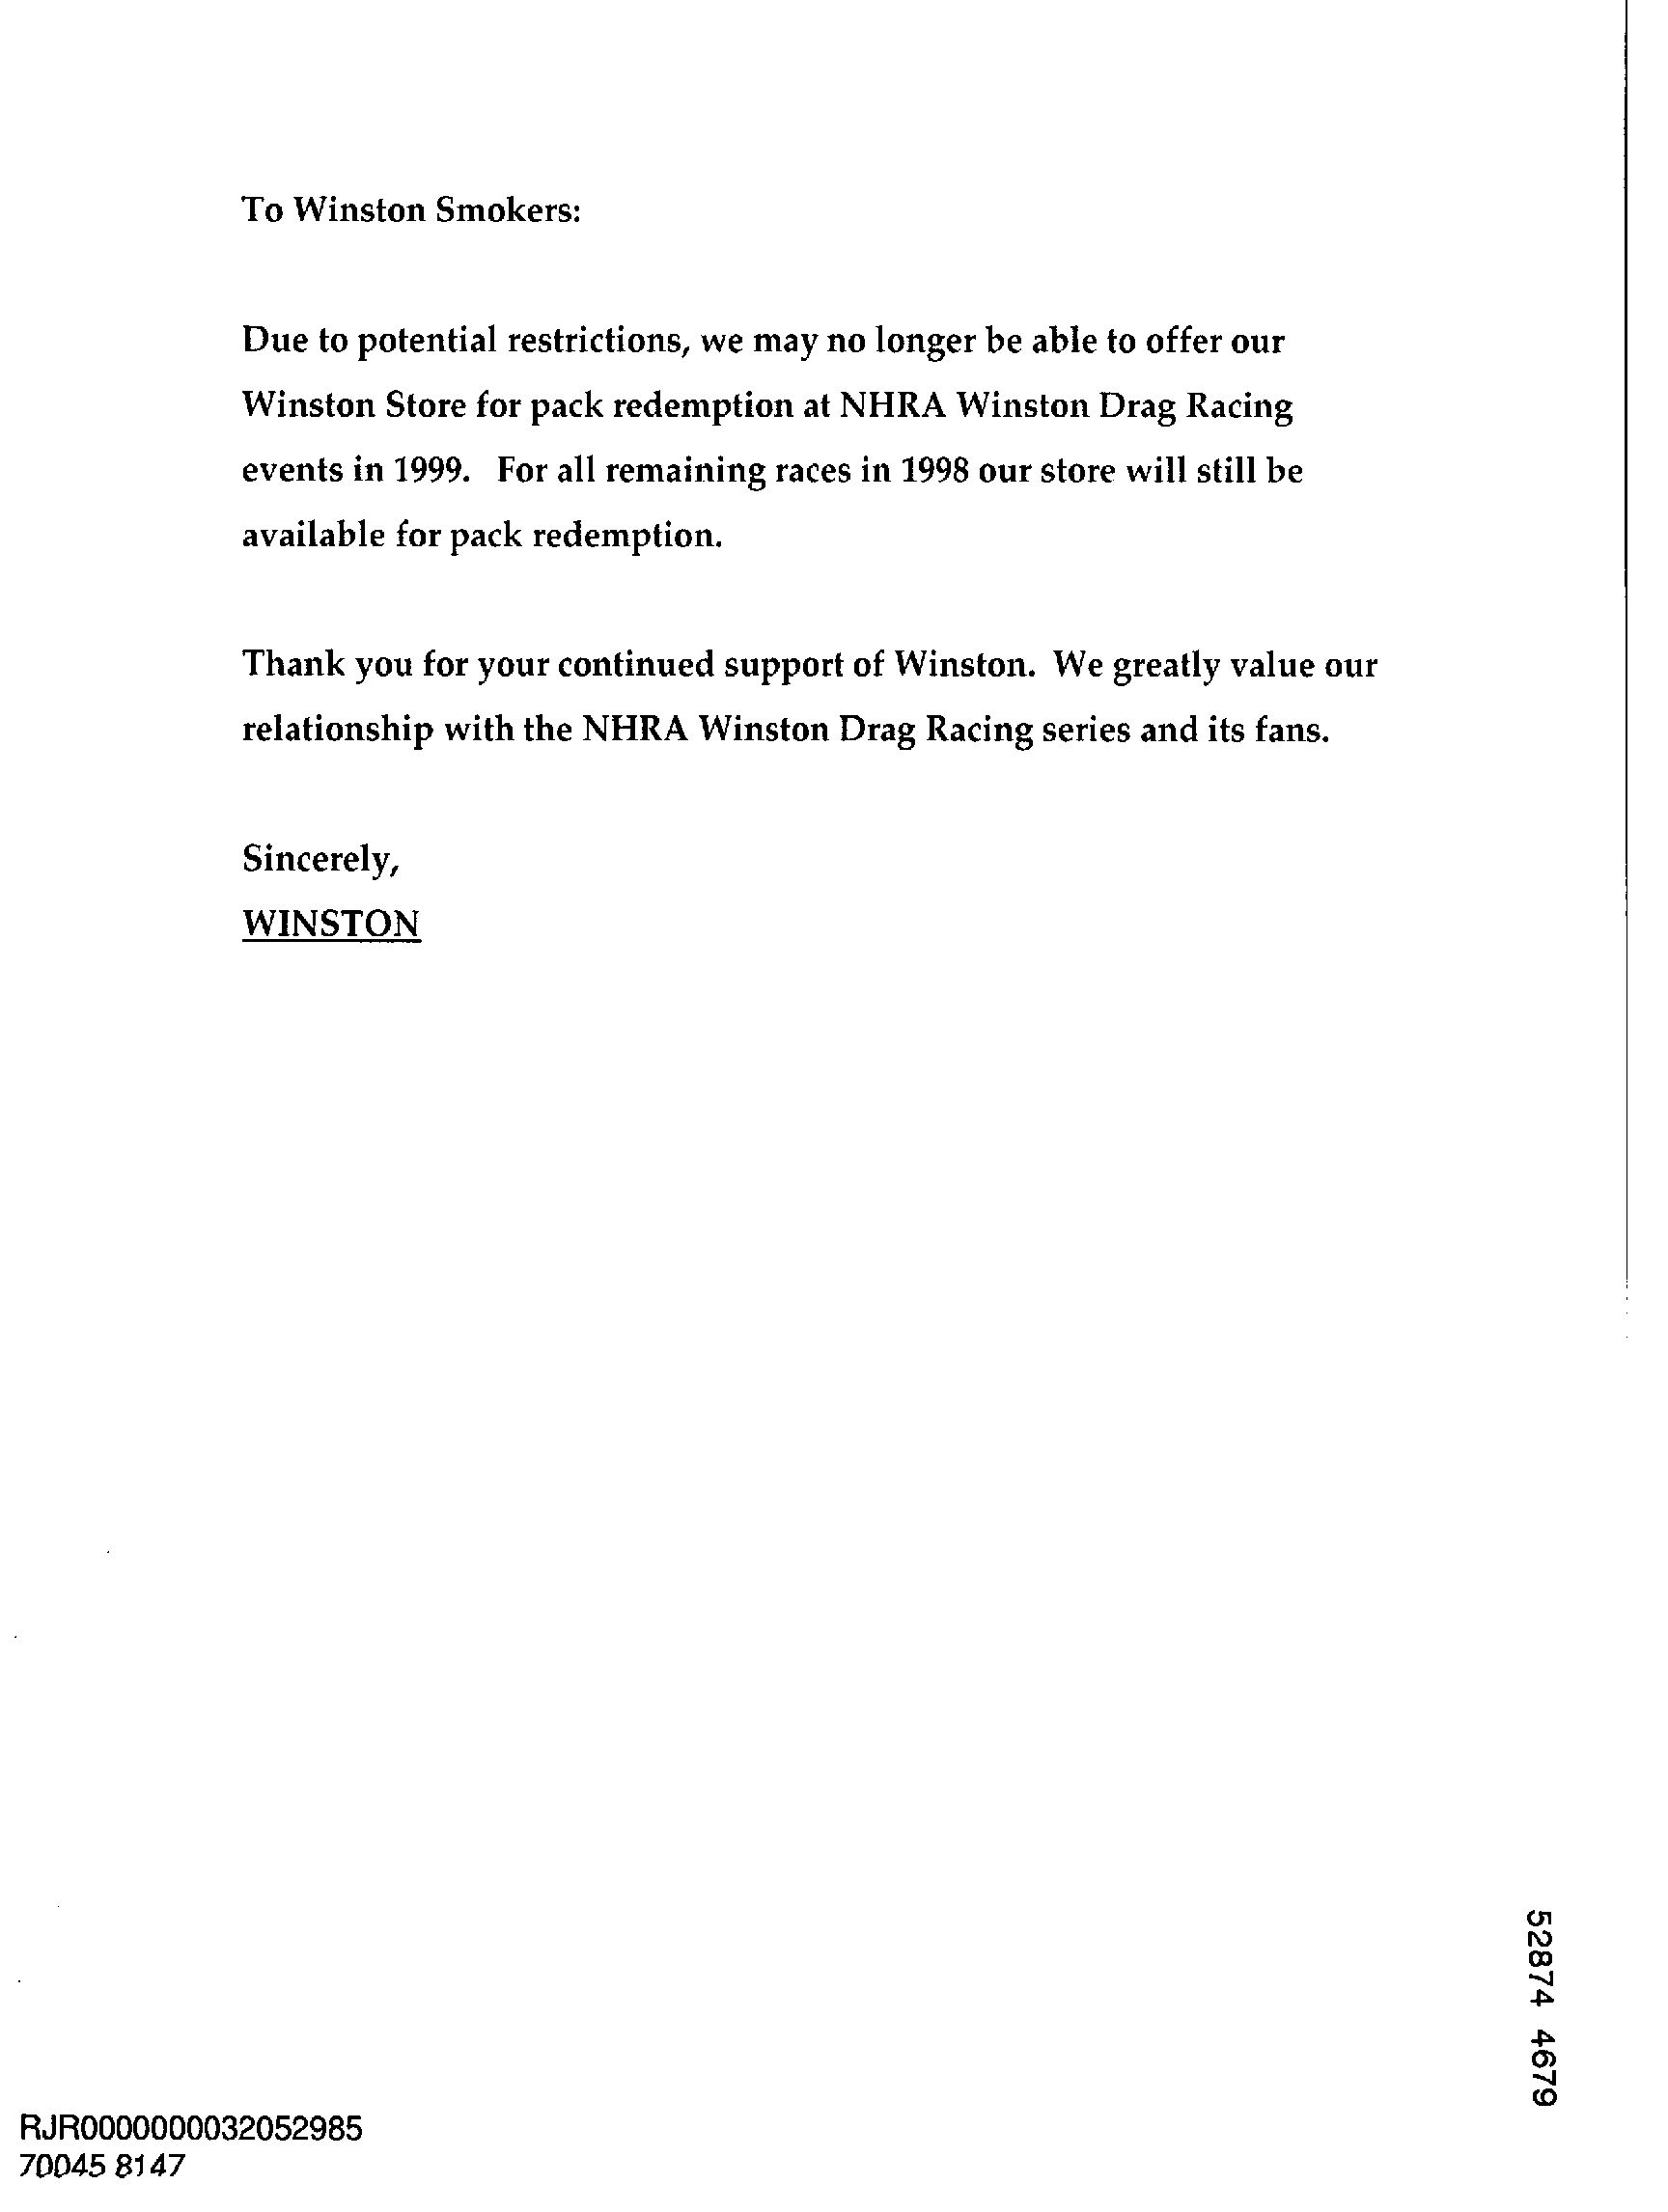 To Winston Smokers:
Due to potential restrictions, we may no longer be able to offer our
Winston Store for pack redemption at NHRA Winston Drag Racing
events in 1999. For all remaining races in 1998 our store will still be
available for pack redemption.
Thank you for your continued support of Winston. We greatly value our
relationship with the NHRA Winston Drag Racing series and its fans.
Sincerely,
WINSTON
52874 4679
RJR0000000032052985
70045 8147